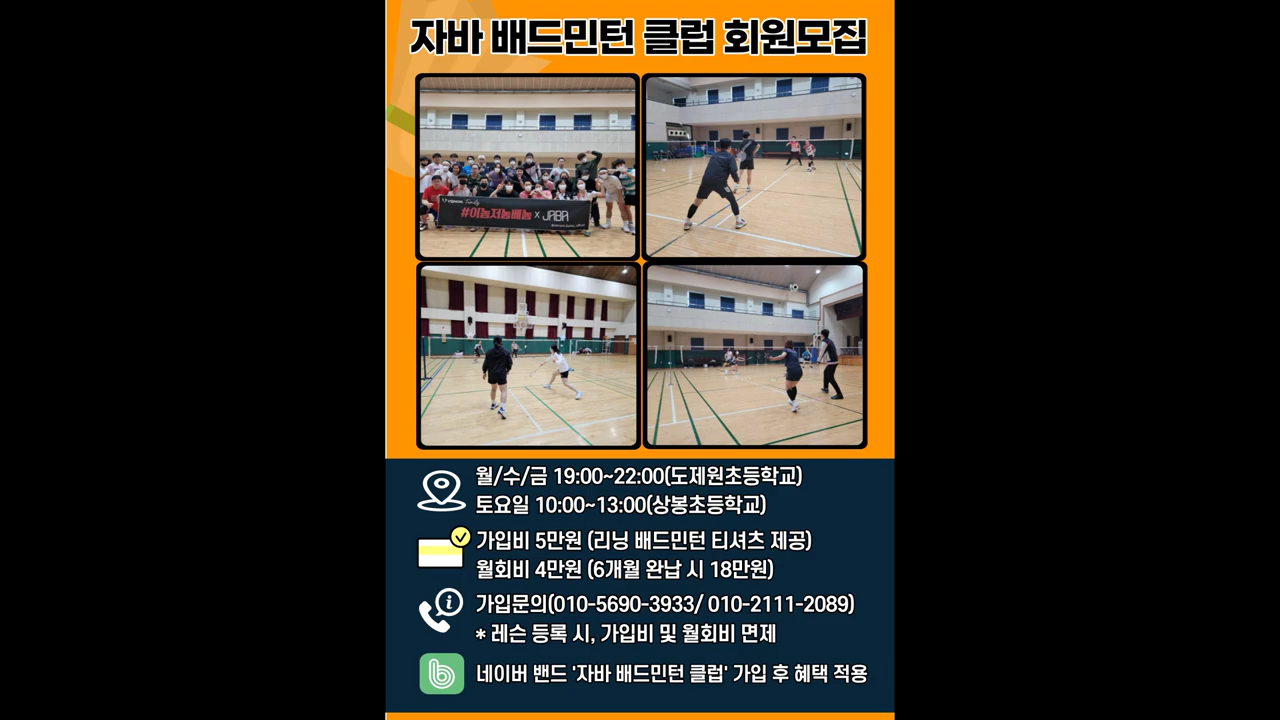 자바 배드민턴 클럽 회원모집
#이놈저놈배놈 x JABA
월/수/금 19:00~22:00(도제원초등학교)
토요일 10:00~13:00(상봉초등학교)
가입비 5만원 (리닝 배드민턴 티셔츠 제공)
월회비 4만원 (6개월 완납 시 18만원)
가입문의(010-5690-3933/ 010-2111-2089)
* 레슨 등록 시, 가입비 및 월회비 면제
네이버 밴드 '자바 배드민턴 클럽' 가입 후 혜택 적용